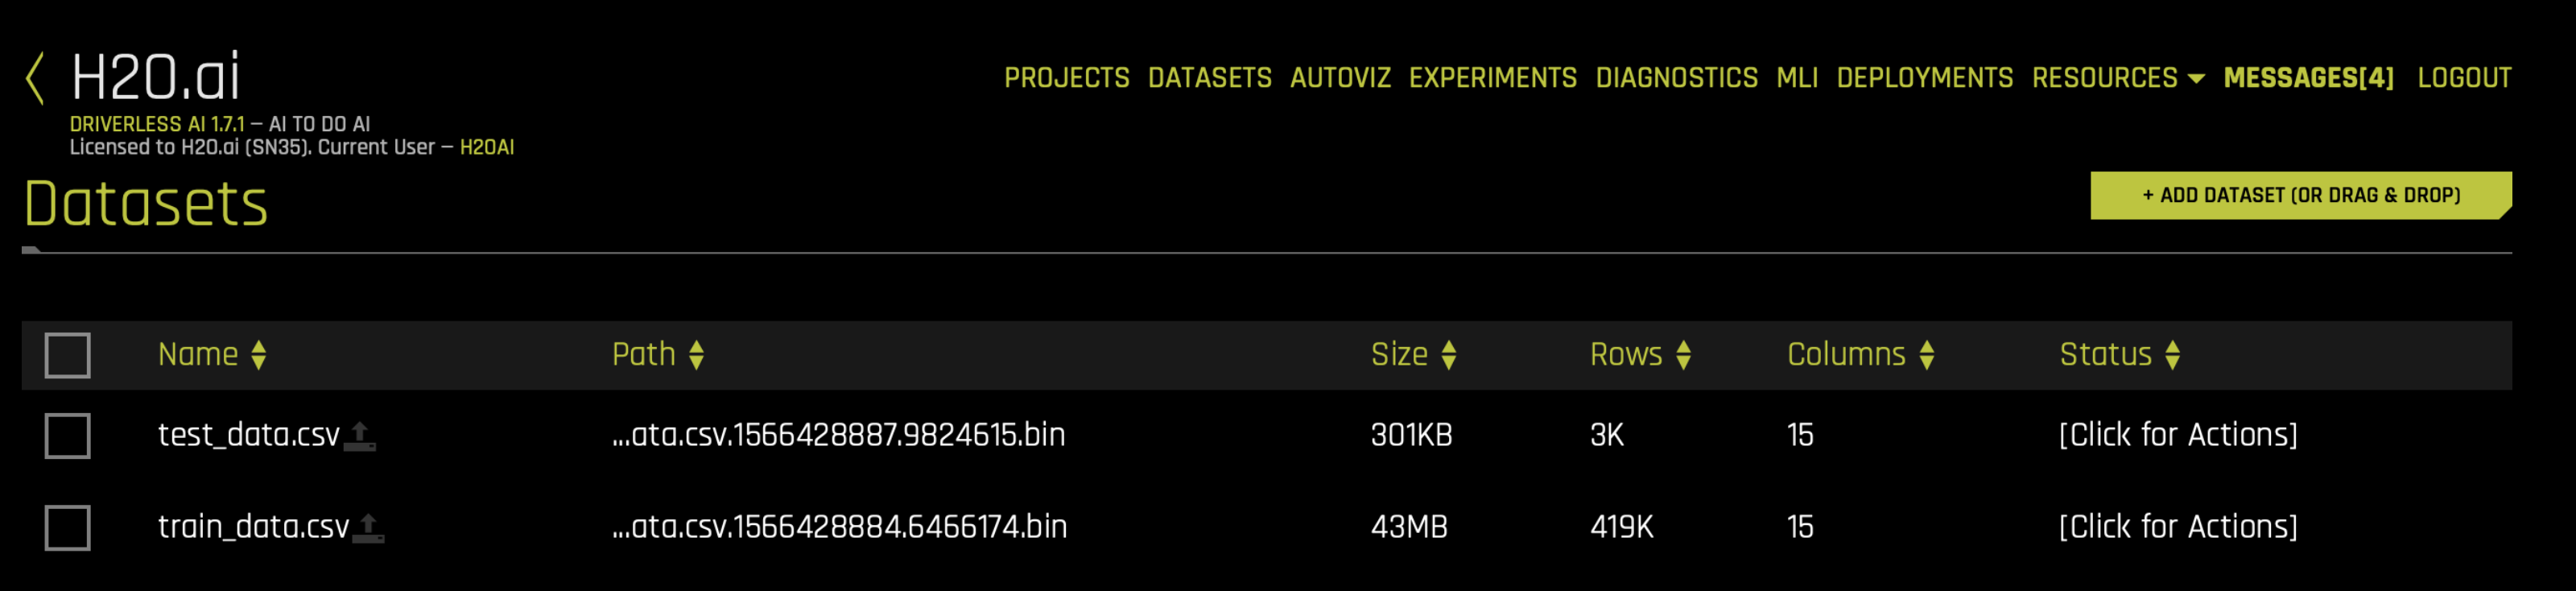 H2O.ai
PROJECTS DATASETS AUTOVIZ EXPERIMENTS DIAGNOSTICS MLI DEPLOYMENTS RESOURCES MESSAGES[4] LOGOUT
DRIVERLESS AI 1.7.1 – AI TO DO AI
Licensed to H2O.ai (SN35). Current User – H2OAI
Datasets
+ ADD DATASET (OR DRAG & DROP)
Name Path Size Rows Columns Status
test_data.csv ...ata.csv.1566428887.9824615.bin 301KB 3K 15 [Click for Actions]
train_data.csv ...ata.csv.1566428884.6466174.bin 43MB 419K 15 [Click for Actions]